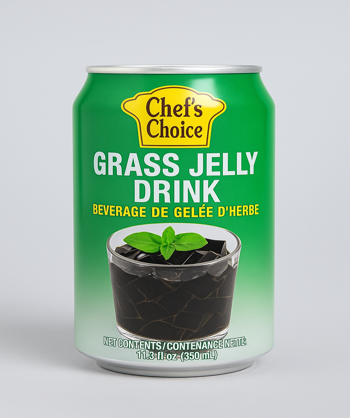 Chef's
Choice
GRASS JELLY
DRINK
BEVERAGE DE GELÉE D'HERBE
NET CONTENTS/CONTENANCE NETTE:
11.3 fl.oz (350 mL)